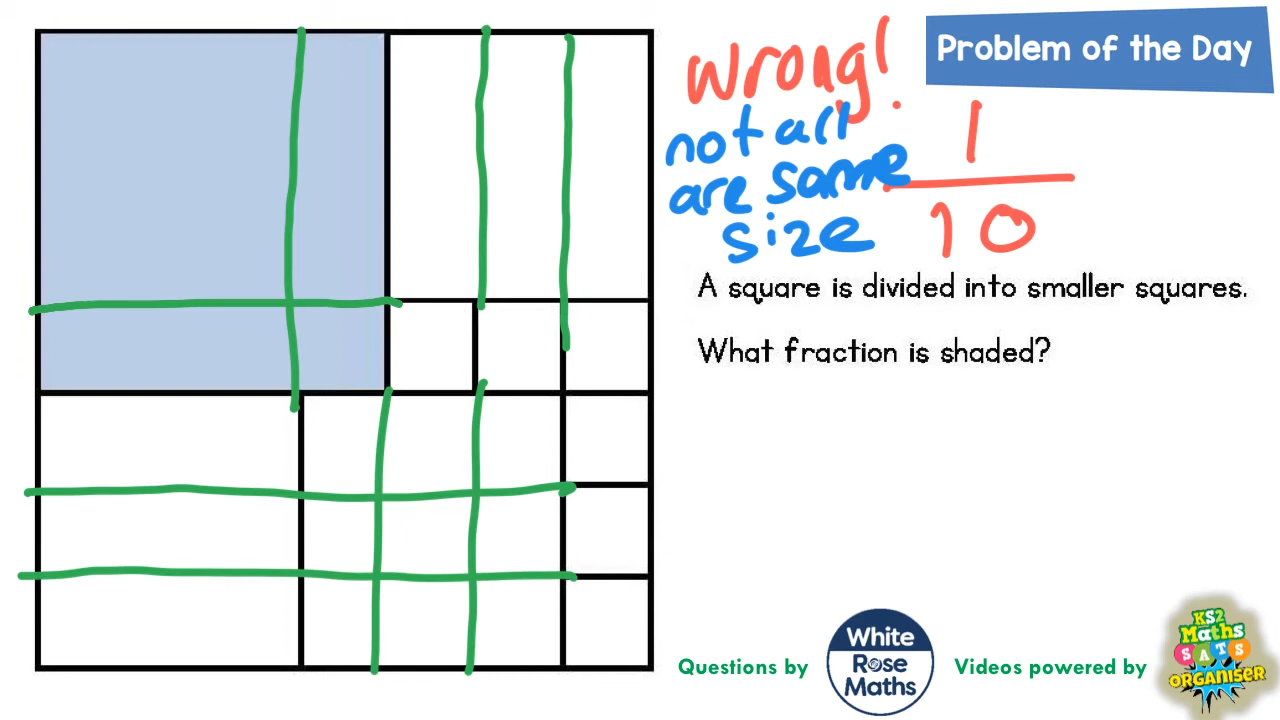 Problem of the Day
wrong!
not all
are same
size
1
10
A square is divided into smaller squares.
What fraction is shaded?
Questions by
White
Rose
Maths
Videos powered by
KS2
Maths
SATS
ORGANISER